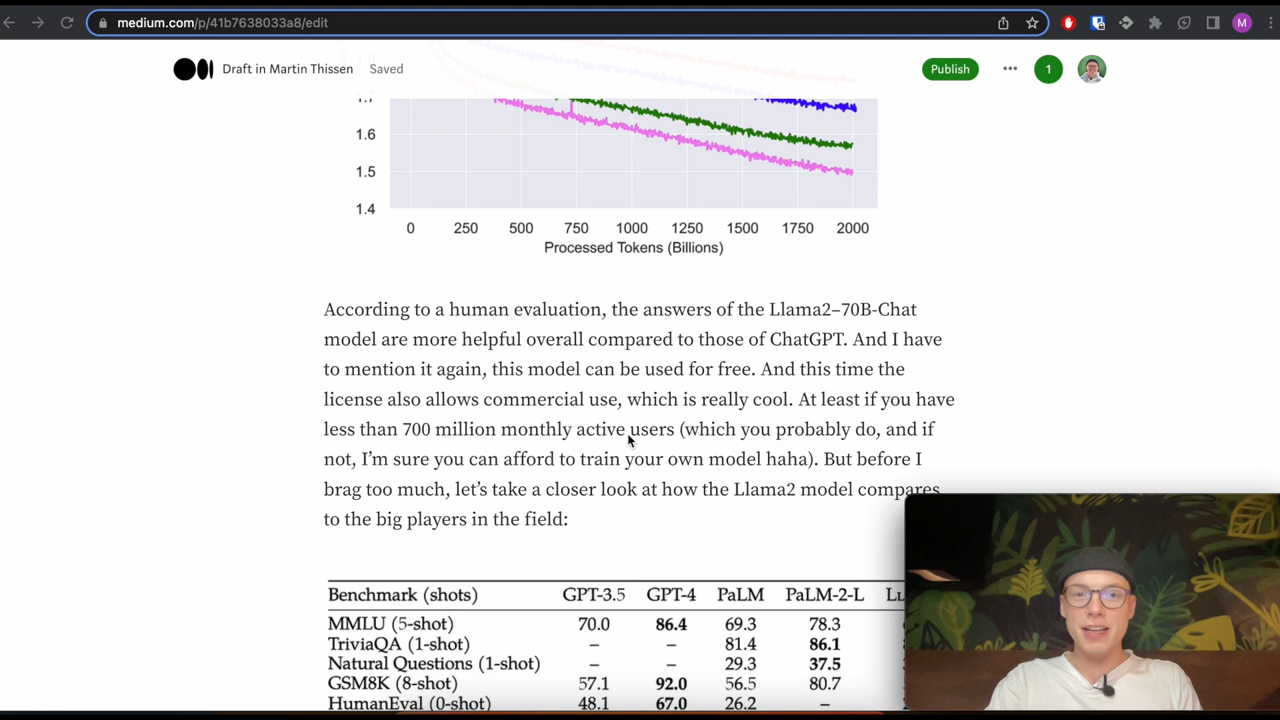 medium.com/p/41b7638033a8/edit
M
Draft in Martin Thissen
Saved
Publish
1
1.7
1.6
1.5
1.4
0 250 500 750 1000 1250 1500 1750 2000
Processed Tokens (Billions)
According to a human evaluation, the answers of the Llama2–70B-Chat
model are more helpful overall compared to those of ChatGPT. And I have
to mention it again, this model can be used for free. And this time the
license also allows commercial use, which is really cool. At least if you have
less than 700 million monthly active users (which you probably do, and if
not, I’m sure you can afford to train your own model haha). But before I
brag too much, let’s take a closer look at how the Llama2 model compares
to the big players in the field:
Benchmark (shots) GPT-3.5 GPT-4 PaLM PaLM-2-L
MMLU (5-shot) 70.0 86.4 69.3 78.3
TriviaQA (1-shot) – – 81.4 86.1
Natural Questions (1-shot) – – 29.3 37.5
GSM8K (8-shot) 57.1 92.0 56.5 80.7
HumanEval (0-shot) 48.1 67.0 26.2 –